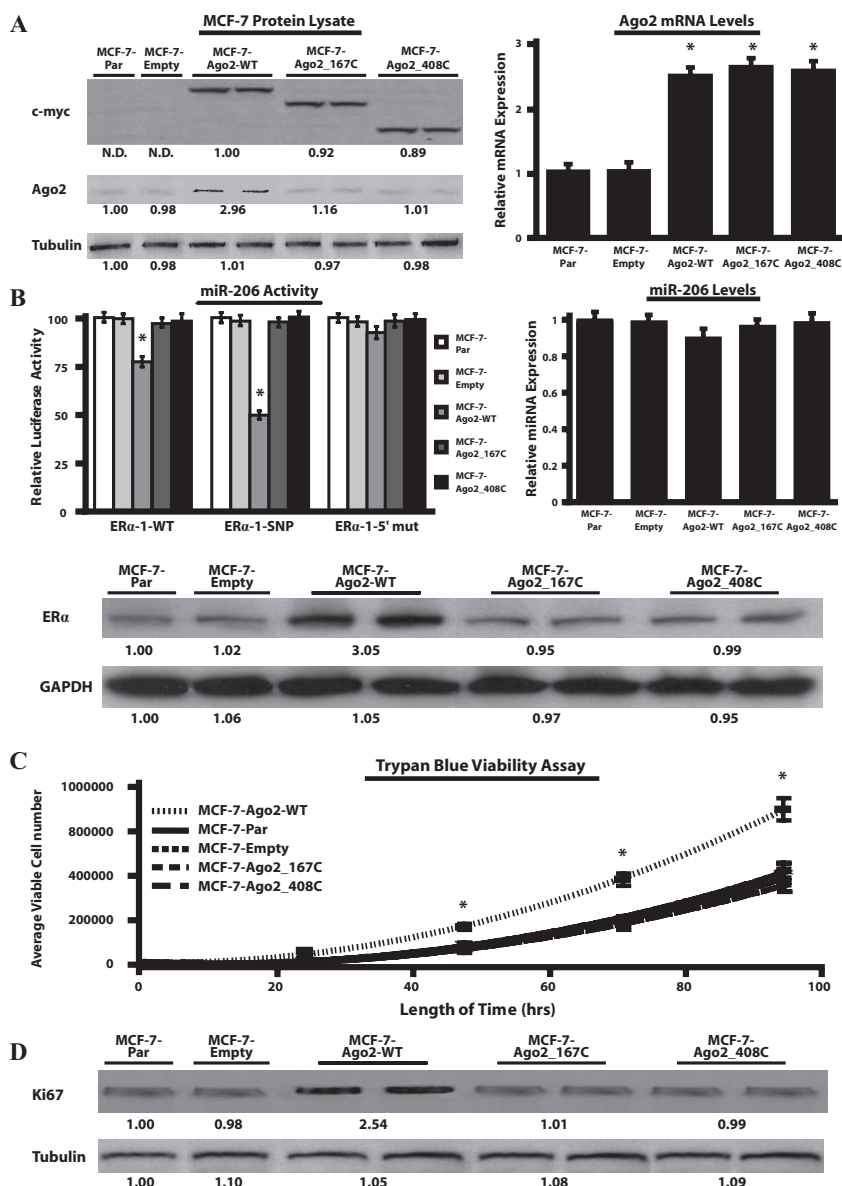 A
MCF-7 Protein Lysate
MCF-7-Par
MCF-7-Empty
MCF-7-Ago2-WT
MCF-7-Ago2_167C
MCF-7-Ago2_408C
c-myc
N.D. N.D. 1.00 0.92 0.89
Ago2
1.00 0.98 2.96 1.16 1.01
Tubulin
1.00 0.98 1.01 0.97 0.98
Ago2 mRNA Levels
Relative mRNA Expression
3
2
1
0
* * *
MCF-7-Par
MCF-7-Empty
MCF-7-Ago2-WT
MCF-7-Ago2_167C
MCF-7-Ago2_408C
B
miR-206 Activity
Relative Luciferase Activity
100
75
50
25
0
* *
ERα-1-WT ERα-1-SNP ERα-1-5' mut
MCF-7-Par
MCF-7-Empty
MCF-7-Ago2-WT
MCF-7-Ago2_167C
MCF-7-Ago2_408C
miR-206 Levels
Relative miRNA Expression
1
0.8
0.6
0.4
0.2
0
MCF-7-Par
MCF-7-Empty
MCF-7-Ago2-WT
MCF-7-Ago2_167C
MCF-7-Ago2_408C
MCF-7-Par
MCF-7-Empty
MCF-7-Ago2-WT
MCF-7-Ago2_167C
MCF-7-Ago2_408C
ERα
1.00 1.02 3.05 0.95 0.99
GAPDH
1.00 1.06 1.05 0.97 0.95
C
Trypan Blue Viability Assay
Average Viable Cell number
1000000
800000
400000
200000
0
MCF-7-Ago2-WT
MCF-7-Par
MCF-7-Empty
MCF-7-Ago2_167C
MCF-7-Ago2_408C
* * *
0 20 40 60 80 100
Length of Time (hrs)
D
MCF-7-Par
MCF-7-Empty
MCF-7-Ago2-WT
MCF-7-Ago2_167C
MCF-7-Ago2_408C
Ki67
1.00 0.98 2.54 1.01 0.99
Tubulin
1.00 1.10 1.05 1.08 1.09